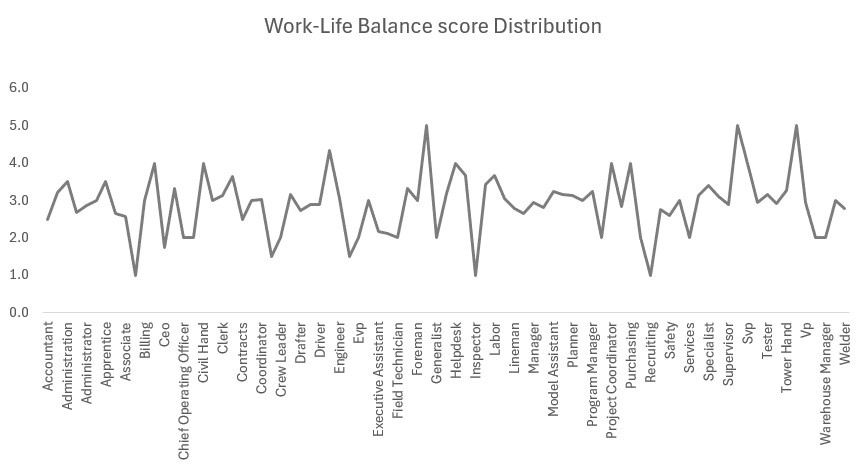 Work-Life Balance score Distribution
6.0
5.0
4.0
3.0
2.0
1.0
0.0
Accountant
Administration
Administrator
Apprentice
Associate
Billing
Ceo
Chief Operating Officer
Civil Hand
Clerk
Contracts
Coordinator
Crew Leader
Drafter
Driver
Engineer
Evp
Executive Assistant
Field Technician
Foreman
Generalist
Helpdesk
Inspector
Labor
Lineman
Manager
Model Assistant
Planner
Program Manager
Project Coordinator
Purchasing
Recruiting
Safety
Services
Specialist
Supervisor
Svp
Tester
Tower Hand
Vp
Warehouse Manager
Welder